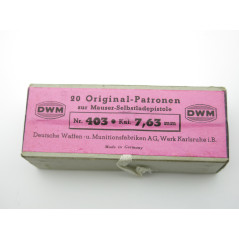 20 Original-Patronen
zur Mauser-Selbstladepistole
DWM Nr. 403 • Kal. 7,63 mm DWM
Deutsche Waffen-u. Munitionsfabriken AG, Werk Karlsruhe i.B.
Made in Germany